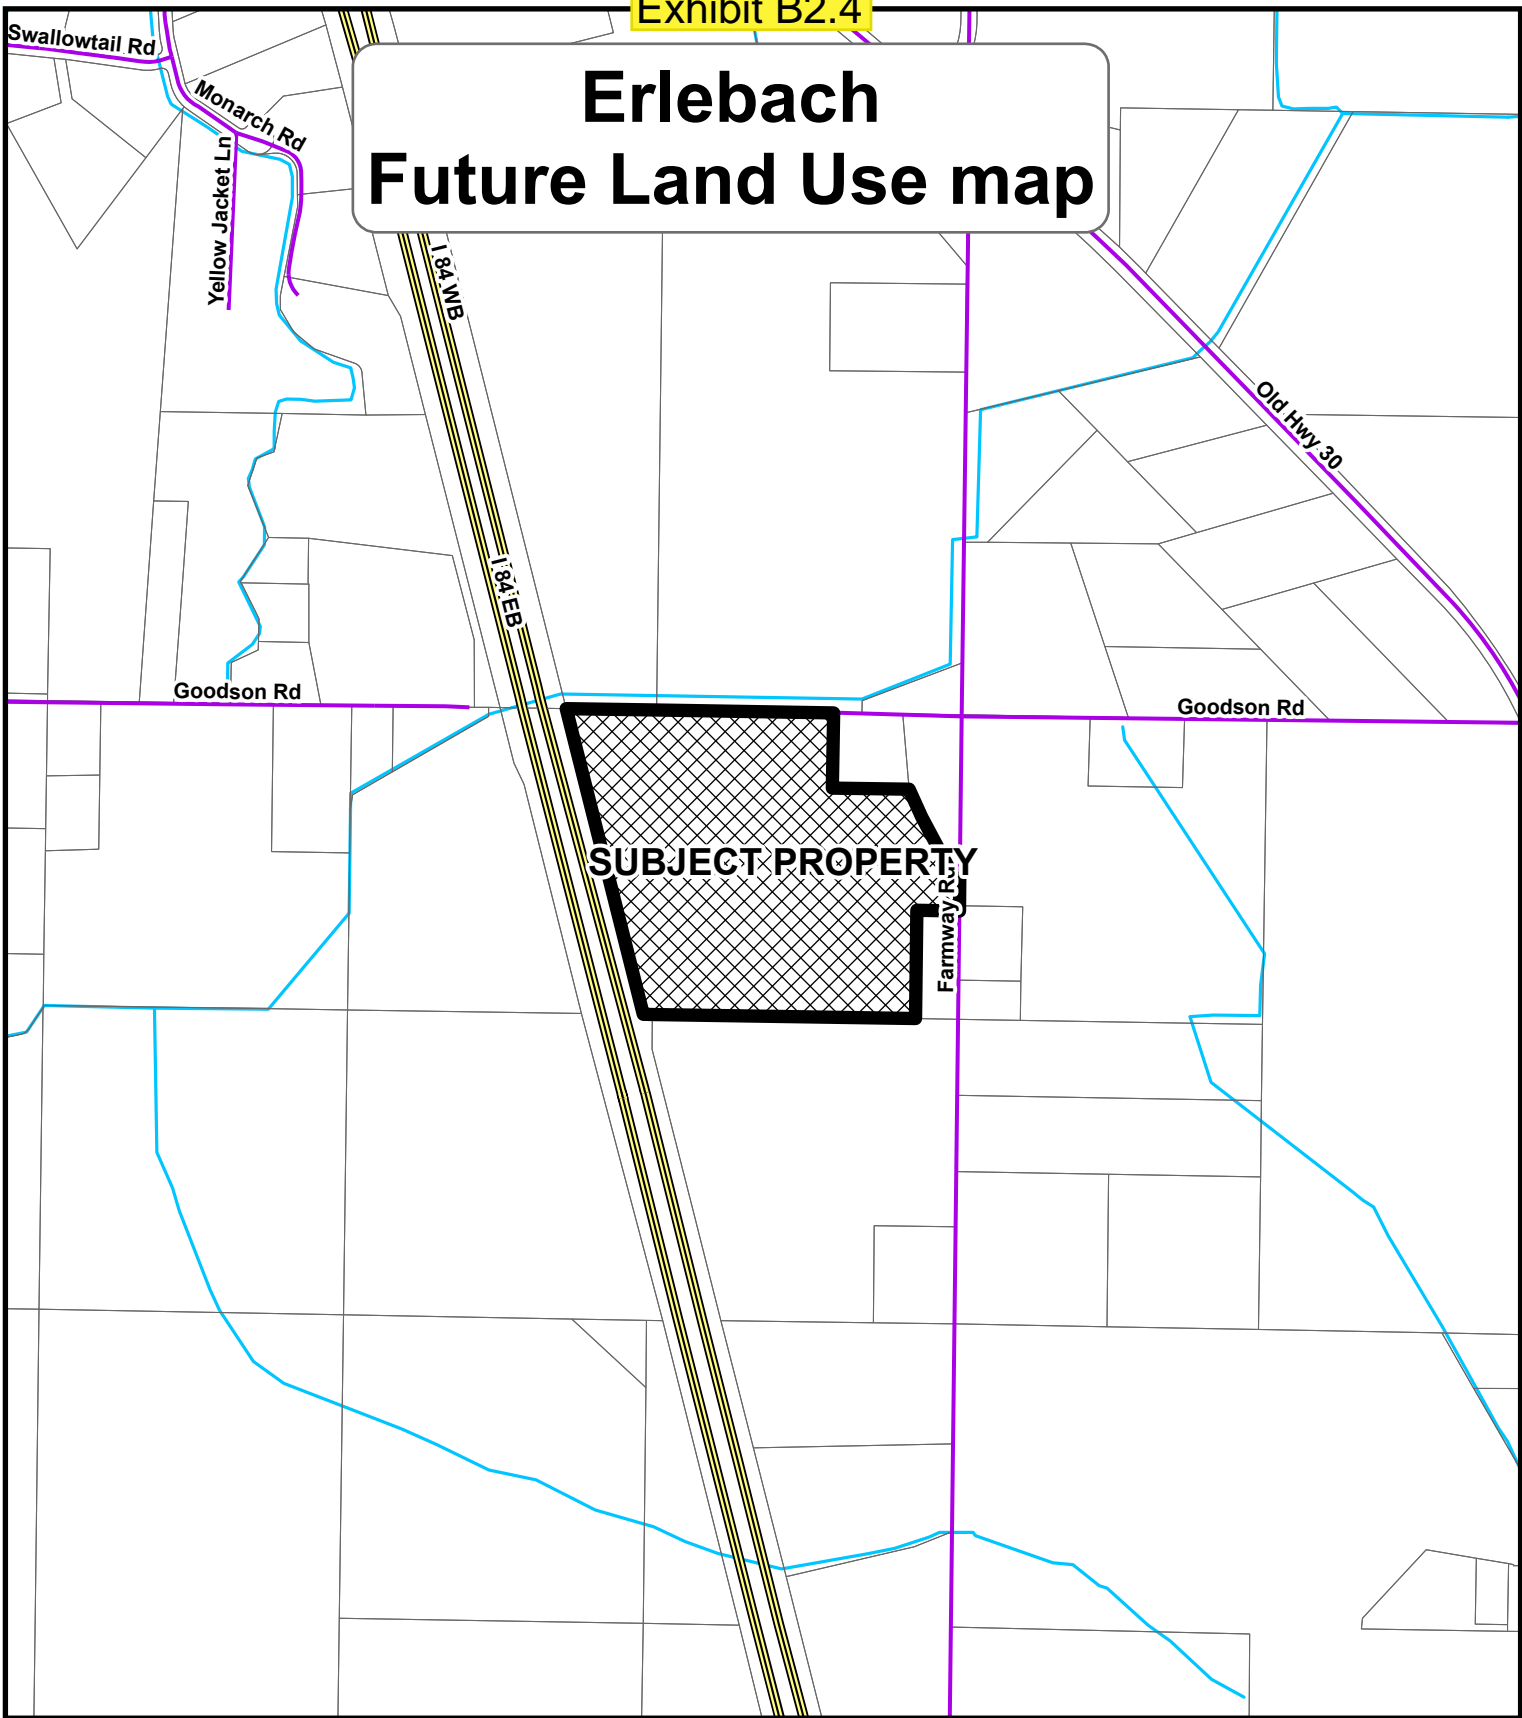 Exhibit B2.4
Erlebach
Future Land Use map
Swallowtail Rd
Monarch Rd
Yellow Jacket Ln
I 84 WB
Old Hwy 30
I 84 EB
Goodson Rd
Goodson Rd
SUBJECT PROPERTY
Farmway Rd